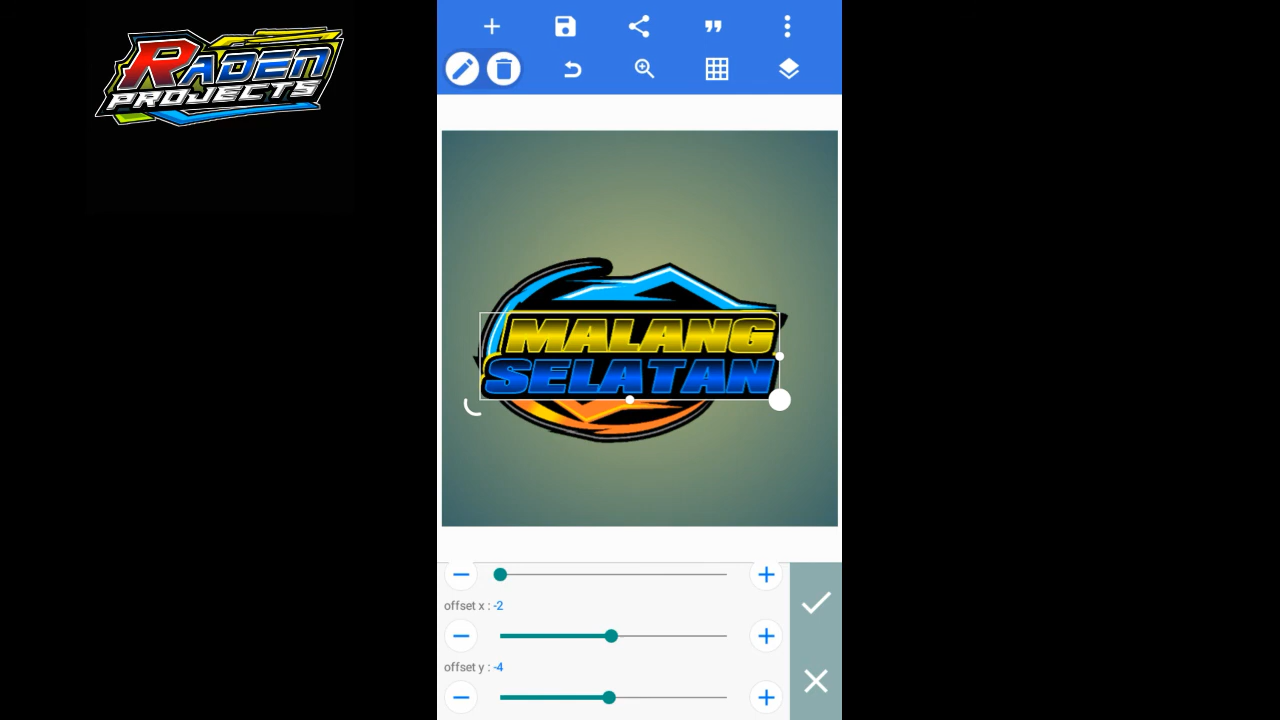 RADEN
PROJECTS
MALANG
SELATAN
offset x : -2
offset y : -4